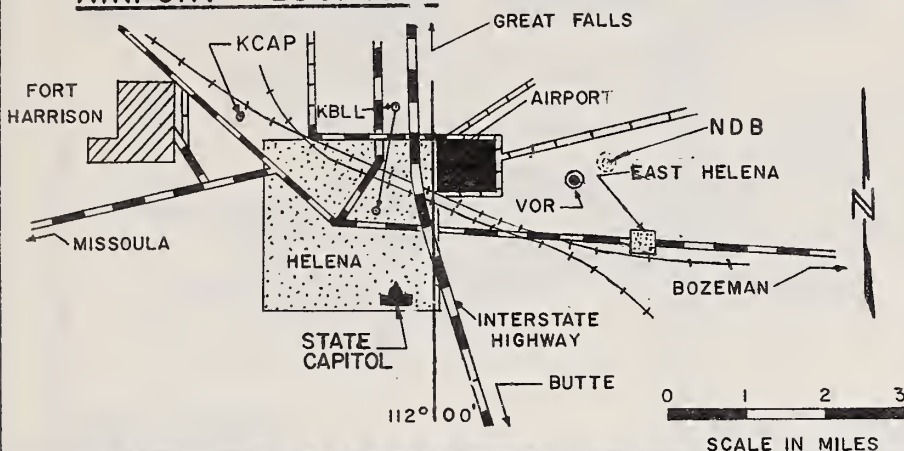 GREAT FALLS
KCAP
FORT
HARRISON
KBLL
AIRPORT
NDB
EAST HELENA
VOR
MISSOULA
HELENA
BOZEMAN
N
STATE
CAPITOL
INTERSTATE
HIGHWAY
BUTTE
112° 00'
0 1 2 3
SCALE IN MILES